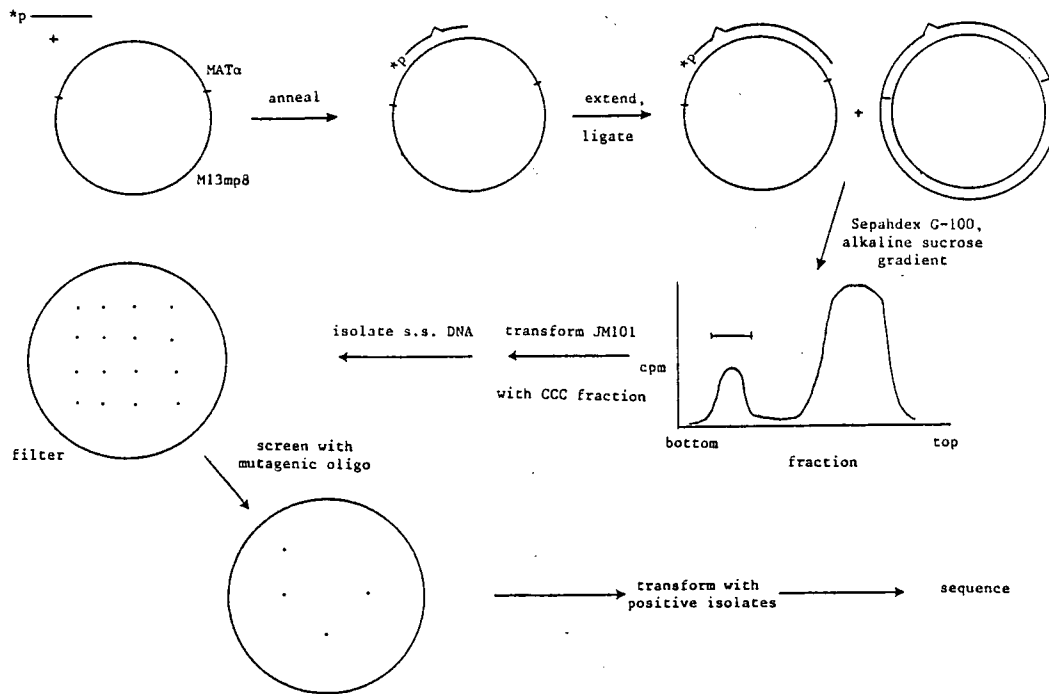 *p
+
MATα
M13mp8
anneal
*p
extend,
ligate
*p
+
Sepahdex G-100,
alkaline sucrose
gradient
cpm
bottom
top
fraction
transform JM101
with CCC fraction
isolate s.s. DNA
filter
screen with
mutagenic oligo
transform with
positive isolates
sequence